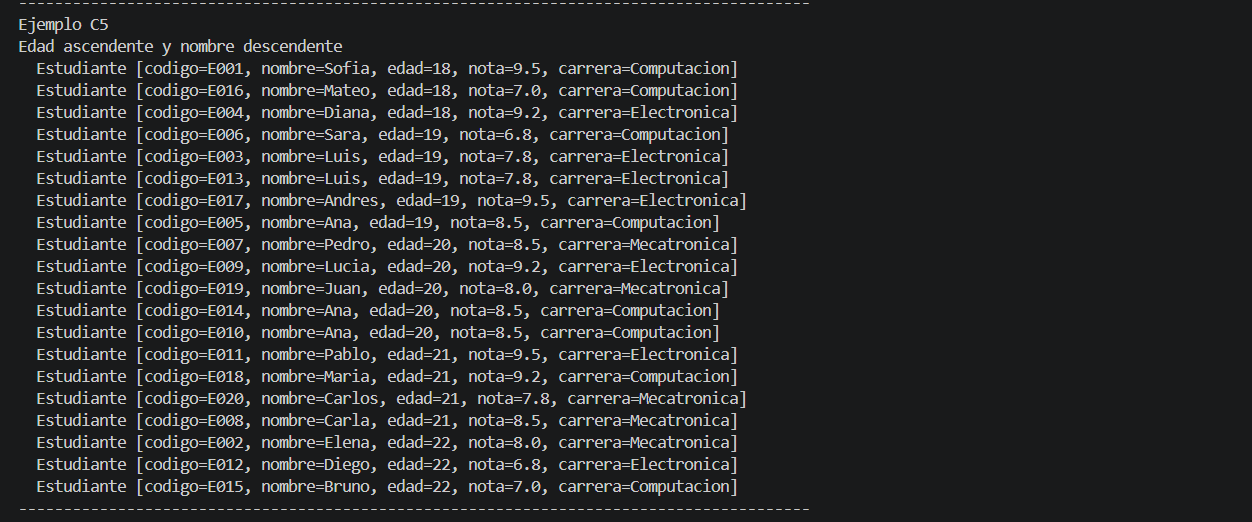 ----------------------------------------------------------------------------------------
Ejemplo C5
Edad ascendente y nombre descendente
  Estudiante [codigo=E001, nombre=Sofia, edad=18, nota=9.5, carrera=Computacion]
  Estudiante [codigo=E016, nombre=Mateo, edad=18, nota=7.0, carrera=Computacion]
  Estudiante [codigo=E004, nombre=Diana, edad=18, nota=9.2, carrera=Electronica]
  Estudiante [codigo=E006, nombre=Sara, edad=19, nota=6.8, carrera=Computacion]
  Estudiante [codigo=E003, nombre=Luis, edad=19, nota=7.8, carrera=Electronica]
  Estudiante [codigo=E013, nombre=Luis, edad=19, nota=7.8, carrera=Electronica]
  Estudiante [codigo=E017, nombre=Andres, edad=19, nota=9.5, carrera=Electronica]
  Estudiante [codigo=E005, nombre=Ana, edad=19, nota=8.5, carrera=Computacion]
  Estudiante [codigo=E007, nombre=Pedro, edad=20, nota=8.5, carrera=Mecatronica]
  Estudiante [codigo=E009, nombre=Lucia, edad=20, nota=9.2, carrera=Electronica]
  Estudiante [codigo=E019, nombre=Juan, edad=20, nota=8.0, carrera=Mecatronica]
  Estudiante [codigo=E014, nombre=Ana, edad=20, nota=8.5, carrera=Computacion]
  Estudiante [codigo=E010, nombre=Ana, edad=20, nota=8.5, carrera=Computacion]
  Estudiante [codigo=E011, nombre=Pablo, edad=21, nota=9.5, carrera=Electronica]
  Estudiante [codigo=E018, nombre=Maria, edad=21, nota=9.2, carrera=Computacion]
  Estudiante [codigo=E020, nombre=Carlos, edad=21, nota=7.8, carrera=Mecatronica]
  Estudiante [codigo=E008, nombre=Carla, edad=21, nota=8.5, carrera=Mecatronica]
  Estudiante [codigo=E002, nombre=Elena, edad=22, nota=8.0, carrera=Mecatronica]
  Estudiante [codigo=E012, nombre=Diego, edad=22, nota=6.8, carrera=Electronica]
  Estudiante [codigo=E015, nombre=Bruno, edad=22, nota=7.0, carrera=Computacion]
----------------------------------------------------------------------------------------